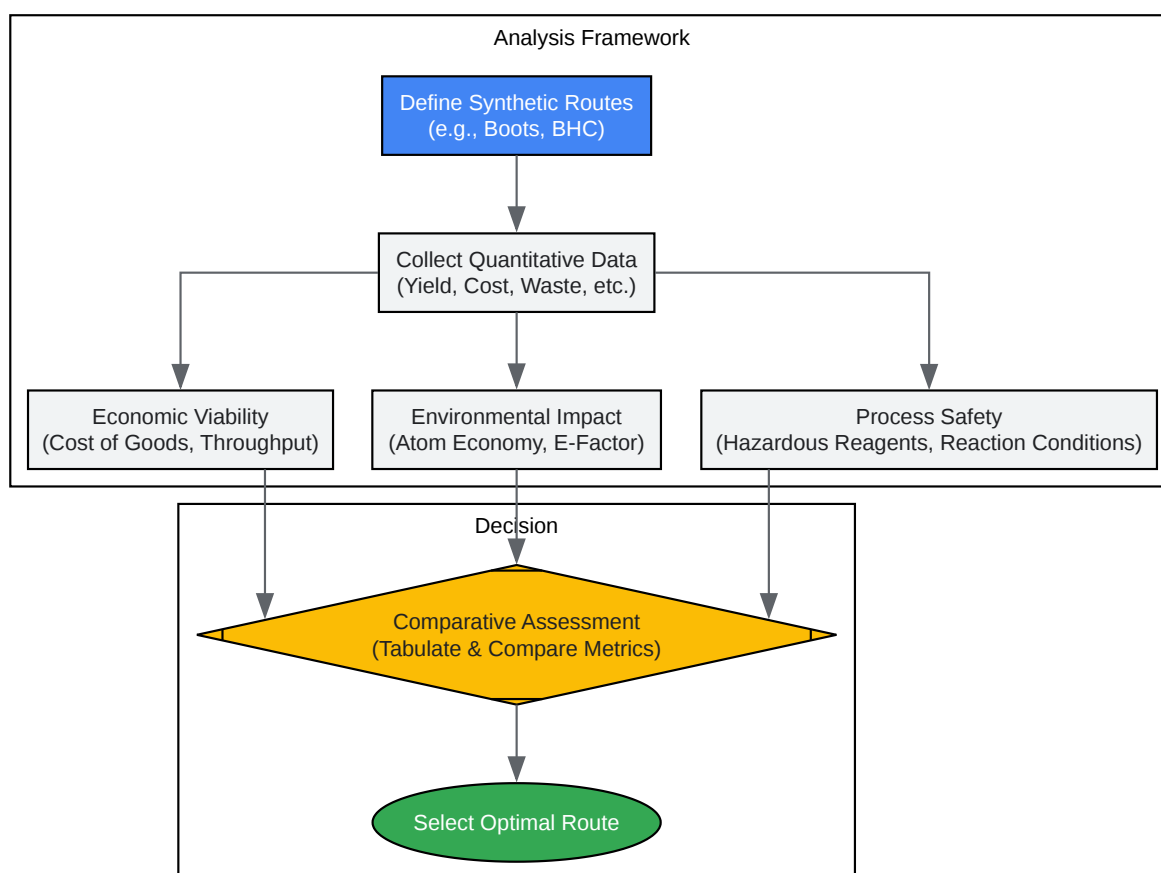 Analysis Framework
Define Synthetic Routes
(e.g., Boots, BHC)
Collect Quantitative Data
(Yield, Cost, Waste, etc.)
Economic Viability
(Cost of Goods, Throughput)
Environmental Impact
(Atom Economy, E-Factor)
Process Safety
(Hazardous Reagents, Reaction Conditions)
Decision
Comparative Assessment
(Tabulate & Compare Metrics)
Select Optimal Route